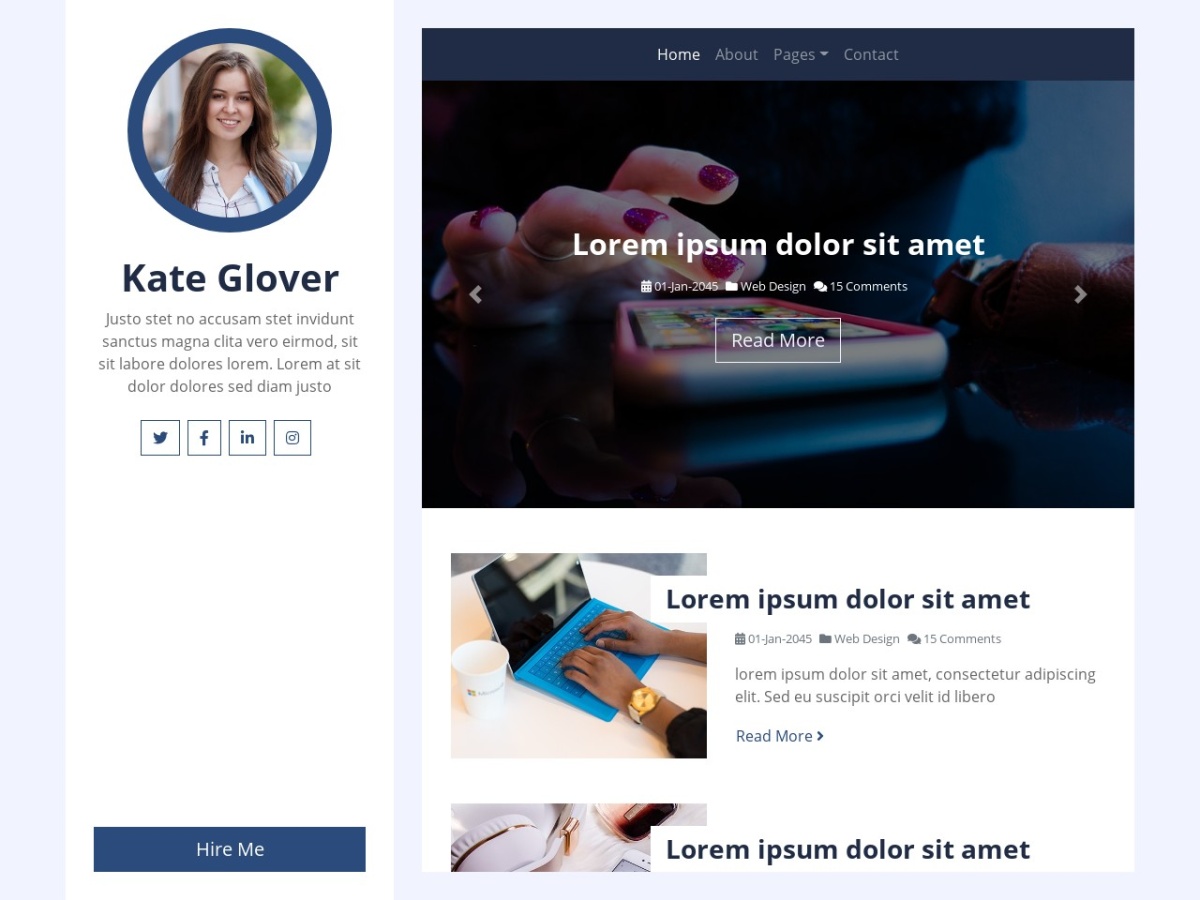 Kate Glover
Justo stet no accusam stet invidunt
sanctus magna clita vero eirmod, sit
sit labore dolores lorem. Lorem at sit
dolor dolores sed diam justo
Hire Me
Home About Pages Contact
Lorem ipsum dolor sit amet
01-Jan-2045 Web Design 15 Comments
Read More
Lorem ipsum dolor sit amet
01-Jan-2045 Web Design 15 Comments
lorem ipsum dolor sit amet, consectetur adipiscing
elit. Sed eu suscipit orci velit id libero
Read More
Lorem ipsum dolor sit amet